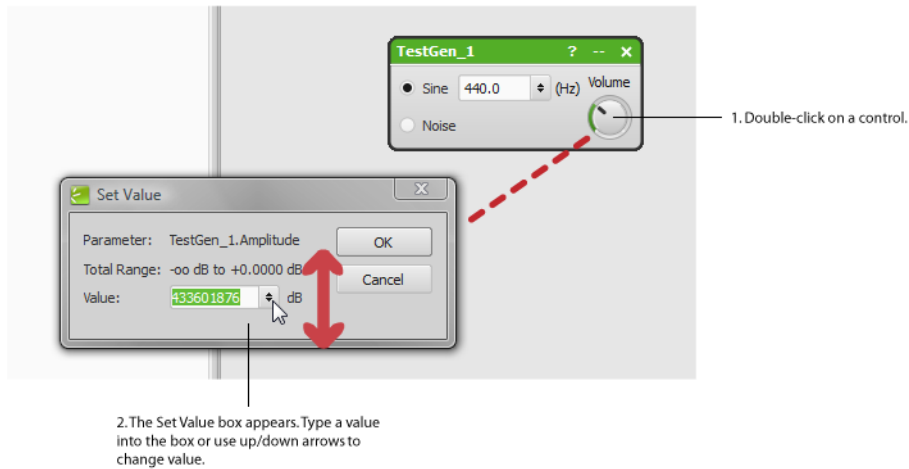 TestGen_1 ? -- x
Sine 440.0 (Hz) Volume
Noise
1. Double-click on a control.
Set Value
Parameter: TestGen_1.Amplitude
OK
Total Range: -oo dB to +0.0000 dB
Cancel
Value: 433601876 dB
2. The Set Value box appears. Type a value
into the box or use up/down arrows to
change value.